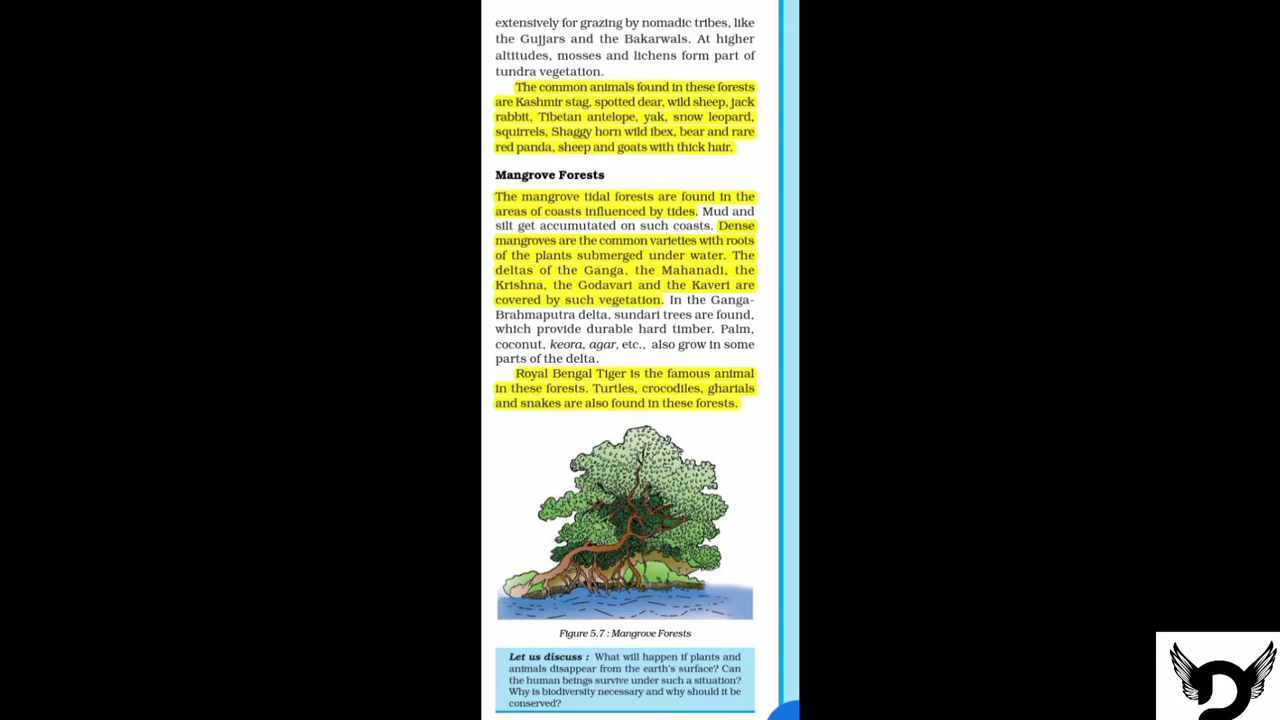 extensively for grazing by nomadic tribes, like
the Gujjars and the Bakarwals. At higher
altitudes, mosses and lichens form part of
tundra vegetation.
The common animals found in these forests
are Kashmir stag, spotted dear, wild sheep, jack
rabbit, Tibetan antelope, yak, snow leopard,
squirrels, Shaggy horn wild ibex, bear and rare
red panda, sheep and goats with thick hair.
Mangrove Forests
The mangrove tidal forests are found in the
areas of coasts influenced by tides. Mud and
silt get accumutated on such coasts. Dense
mangroves are the common varieties with roots
of the plants submerged under water. The
deltas of the Ganga, the Mahanadi, the
Krishna, the Godavari and the Kaveri are
covered by such vegetation. In the Ganga-
Brahmaputra delta, sundari trees are found,
which provide durable hard timber. Palm,
coconut, keora, agar, etc., also grow in some
parts of the delta.
Royal Bengal Tiger is the famous animal
in these forests. Turtles, crocodiles, gharials
and snakes are also found in these forests.
Figure 5.7 : Mangrove Forests
Let us discuss : What will happen if plants and
animals disappear from the earth's surface? Can
the human beings survive under such a situation?
Why is biodiversity necessary and why should it be
conserved?
D